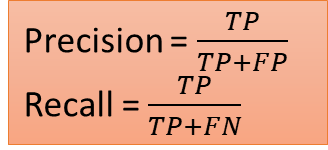 Precision = TP / TP+FP
Recall = TP / TP+FN